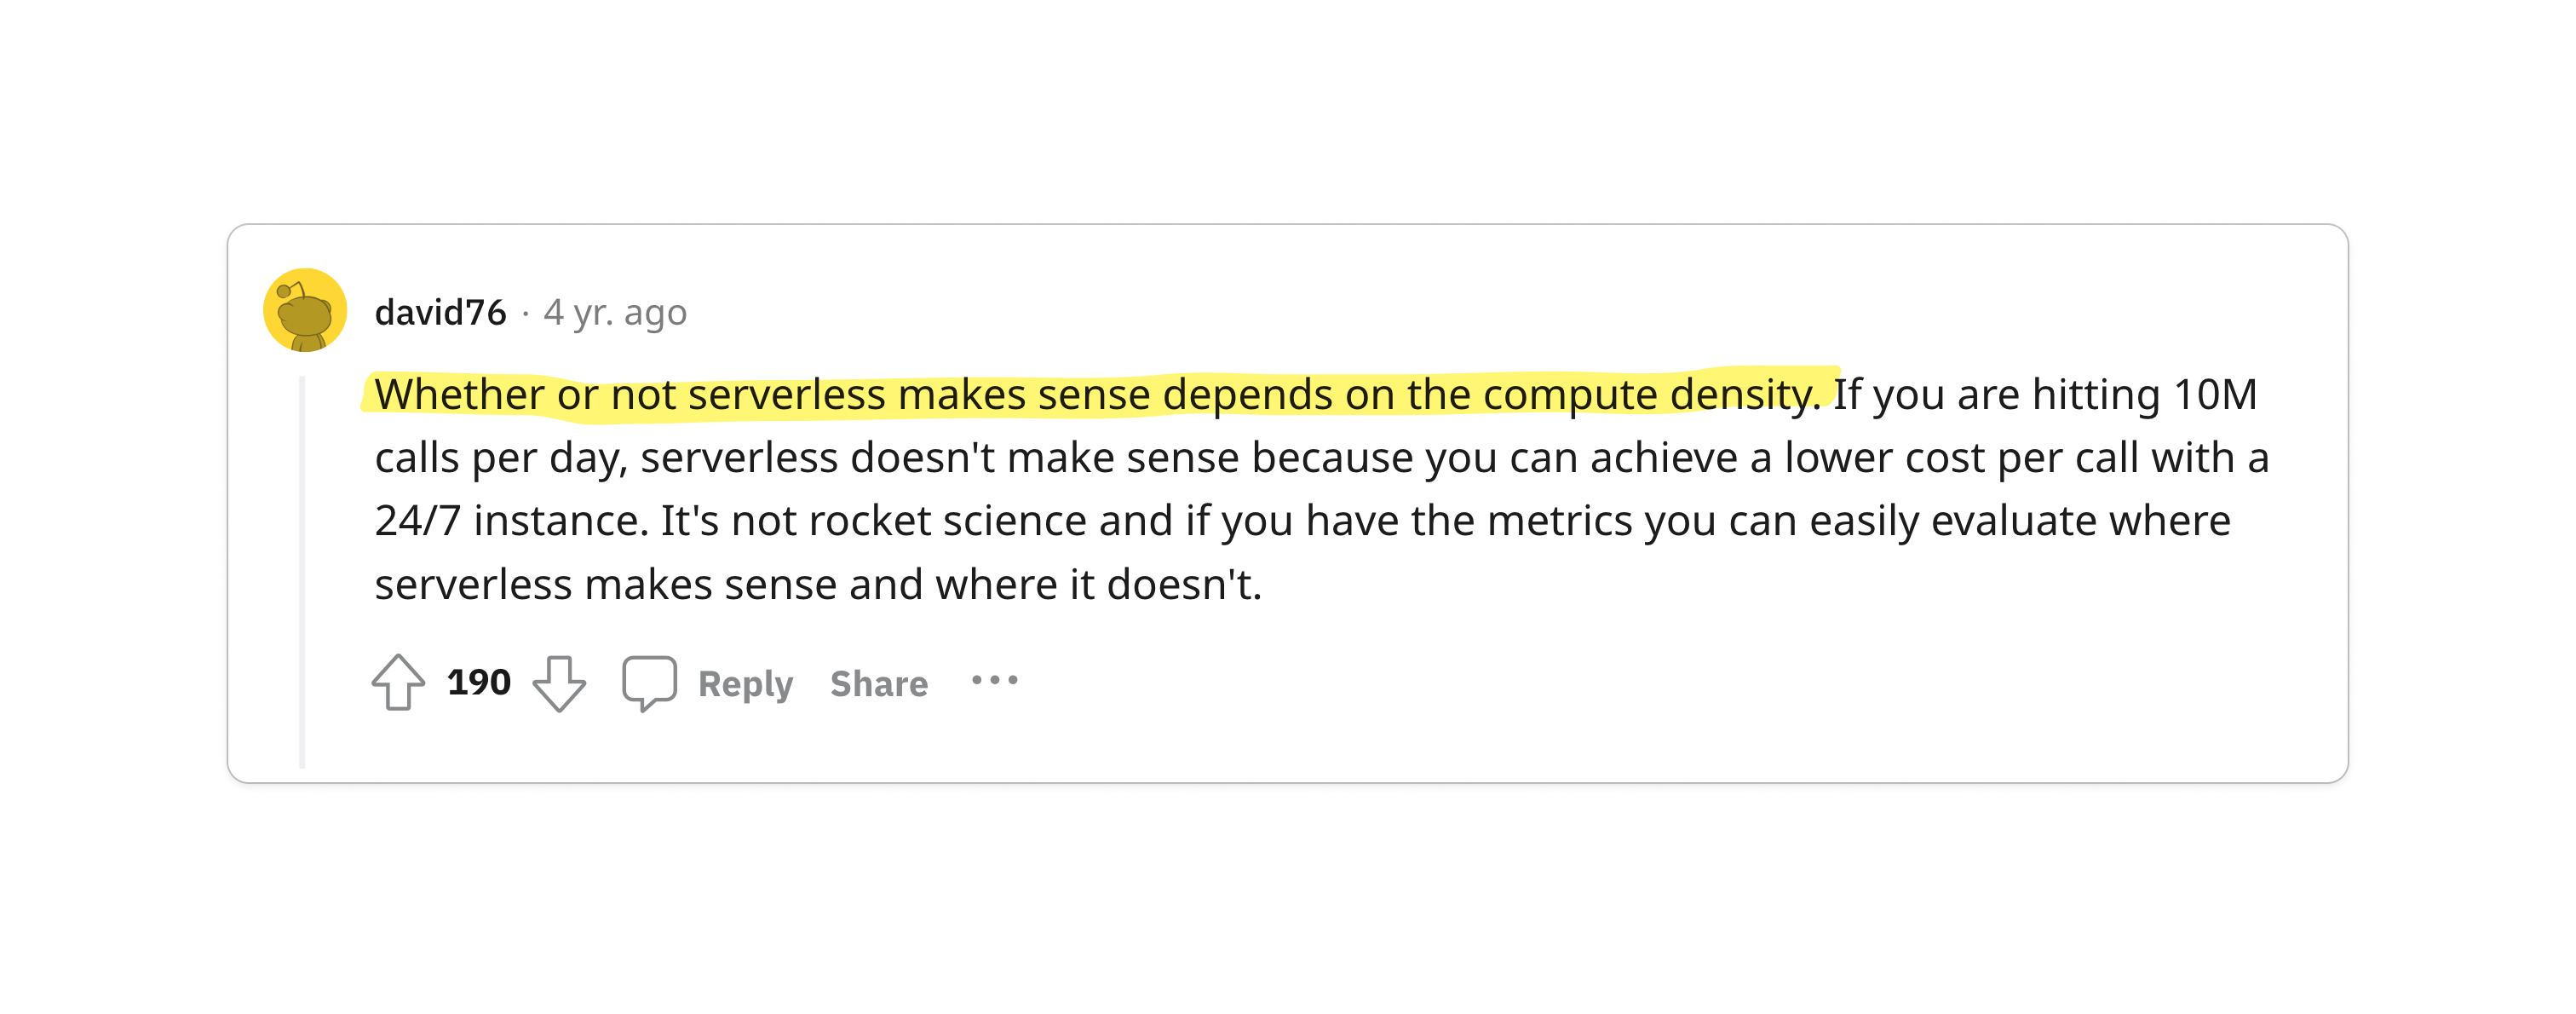 david76 · 4 yr. ago
Whether or not serverless makes sense depends on the compute density. If you are hitting 10M
calls per day, serverless doesn't make sense because you can achieve a lower cost per call with a
24/7 instance. It's not rocket science and if you have the metrics you can easily evaluate where
serverless makes sense and where it doesn't.
190 Reply Share ···